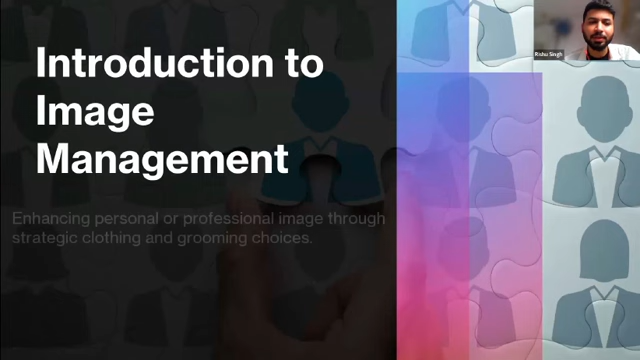 Introduction to
Image
Management
Enhancing personal or professional image through
strategic clothing and grooming choices.
Rishu Singh